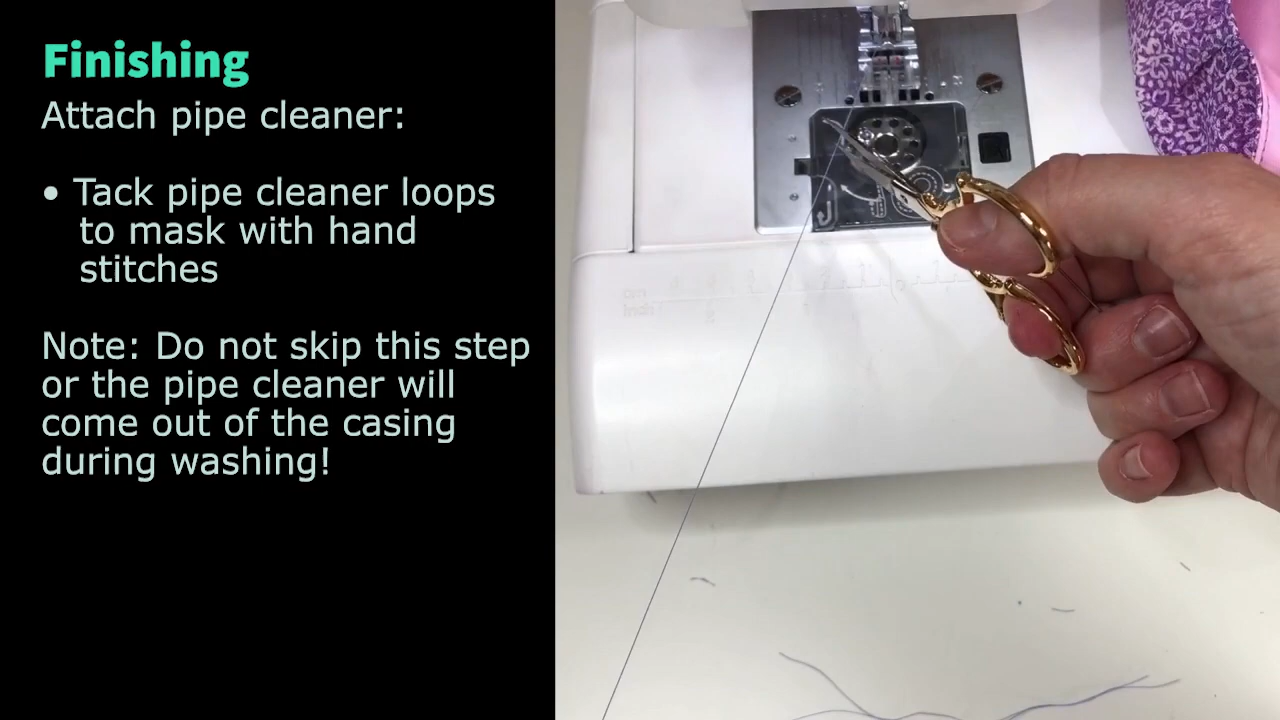 Finishing
Attach pipe cleaner:
• Tack pipe cleaner loops
to mask with hand
stitches
Note: Do not skip this step
or the pipe cleaner will
come out of the casing
during washing!